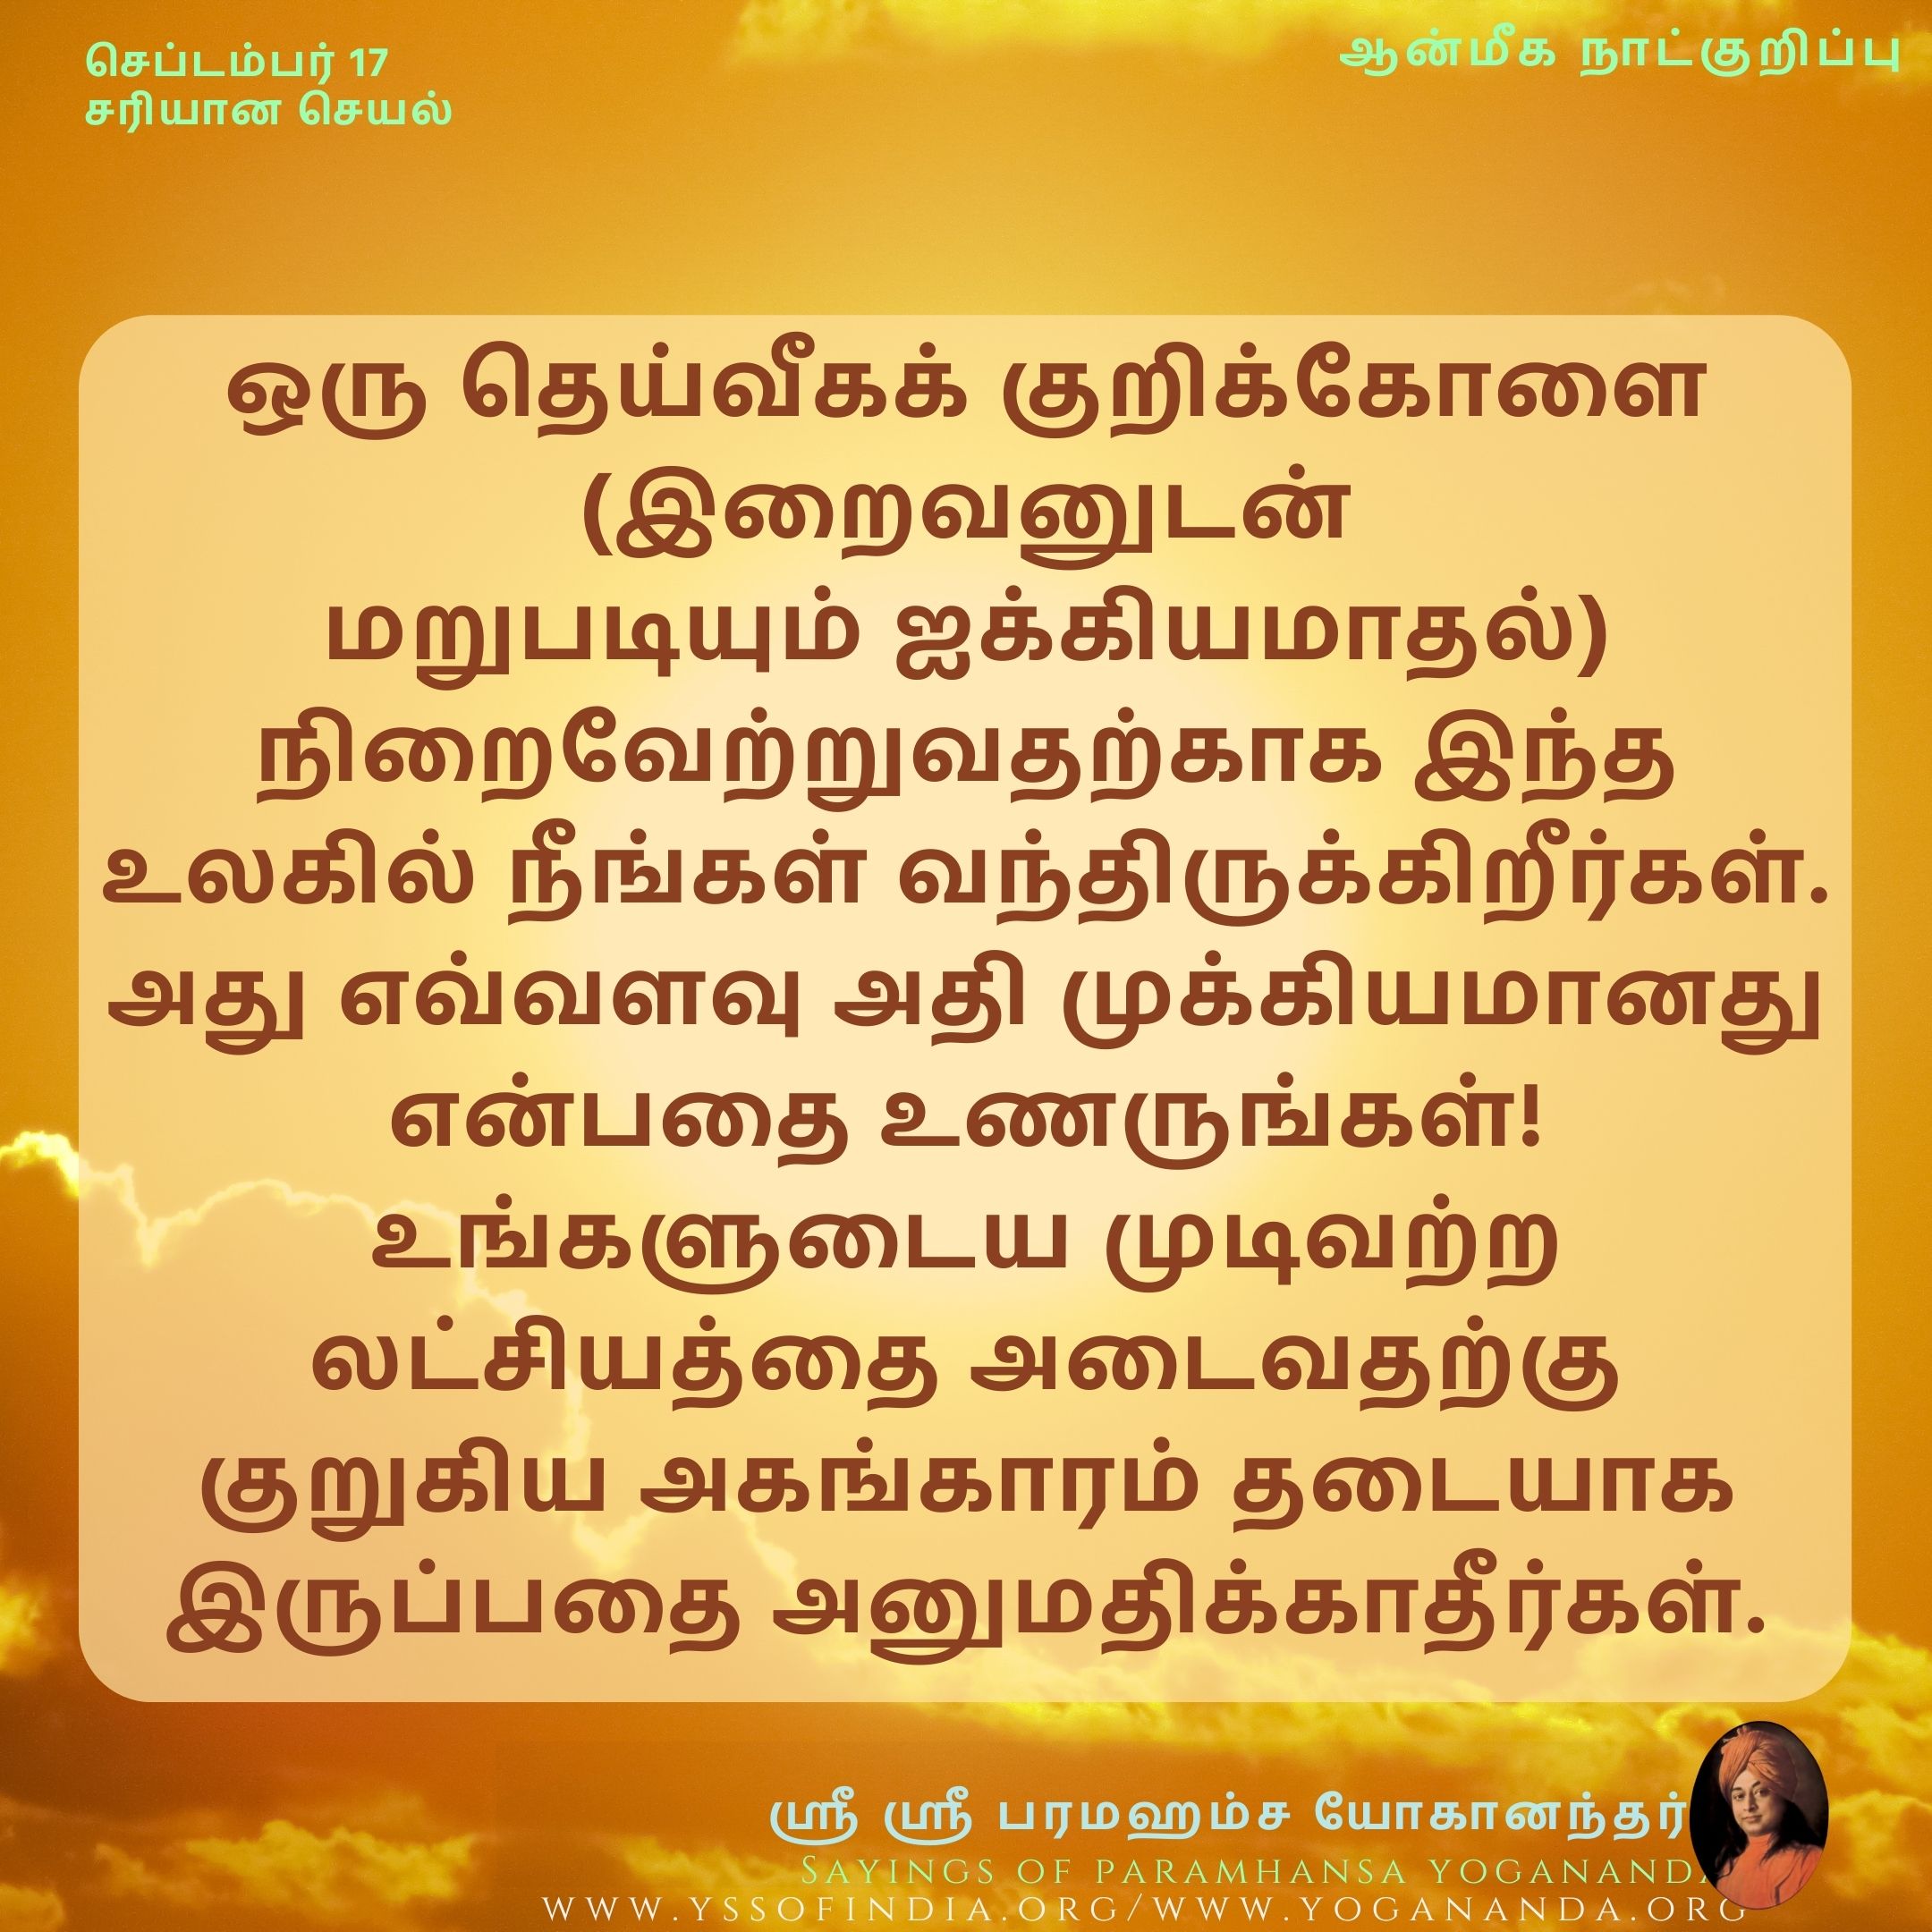 செப்டம்பர் 17
சரியான செயல்
ஆன்மீக நாட்குறிப்பு
ஒரு தெய்வீகக் குறிக்கோளை
(இறைவனுடன்
மறுபடியும் ஐக்கியமாதல்)
நிறைவேற்றுவதற்காக இந்த
உலகில் நீங்கள் வந்திருக்கிறீர்கள்.
அது எவ்வளவு அதி முக்கியமானது
என்பதை உணருங்கள்!
உங்களுடைய முடிவற்ற
லட்சியத்தை அடைவதற்கு
குறுகிய அகங்காரம் தடையாக
இருப்பதை அனுமதிக்காதீர்கள்.
ஸ்ரீ ஸ்ரீ பரமஹம்ச யோகானந்தர்
SAYINGS OF PARAMHANSA YOGANANDA
WWW.YSSOFINDIA.ORG/WWW.YOGANANDA.ORG